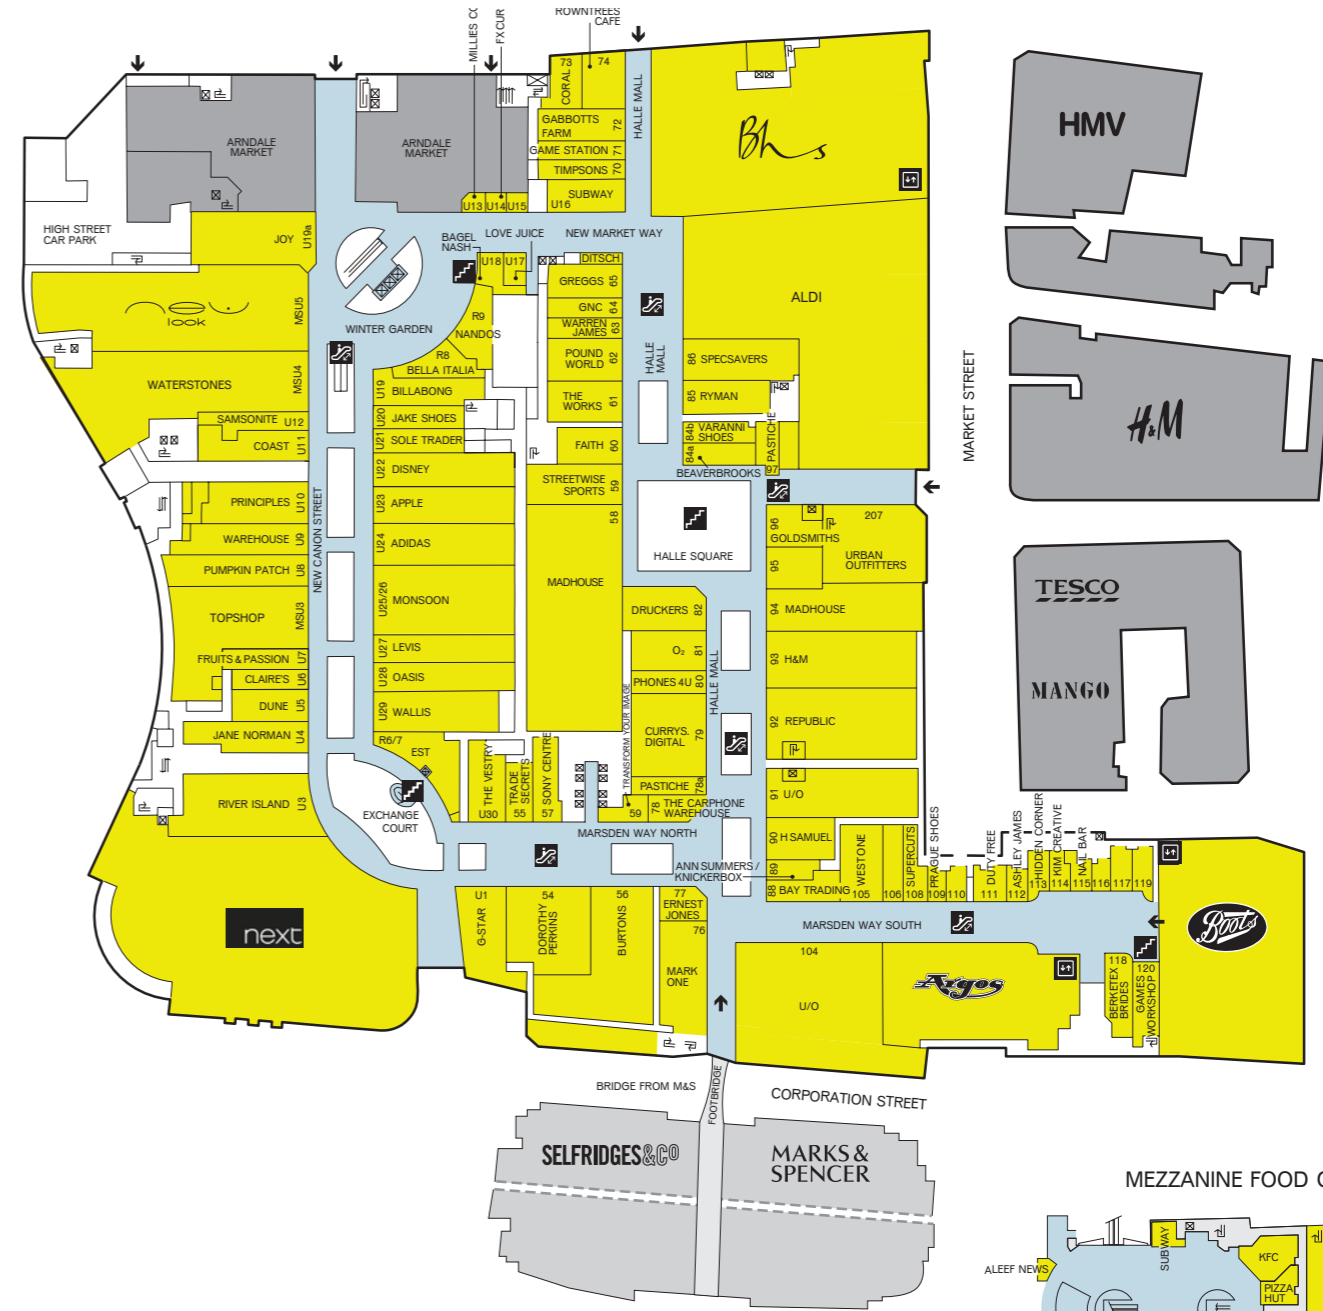 ROWNTREES
CAFE
MILLIES
FX CUR
73
CORAL
74
HALLE MALL
GABBOTTS
FARM
72
GAME STATION 71
TIMPSONS 70
SUBWAY
U16
U13 U14 U15
ARNDALE
MARKET
ARNDALE
MARKET
Bhs
HMV
HIGH STREET
CAR PARK
JOY U19a
BAGEL
NASH
LOVE JUICE
NEW MARKET WAY
U18 U17
DITSCH
GREGGS 65
GNC 64
WARREN
JAMES 63
POUND
WORLD 62
THE
WORKS 61
FAITH 60
STREETWISE
SPORTS 59
58
MADHOUSE
new look
MSU5
WINTER GARDEN
R9
NANDOS
R8
BELLA ITALIA
WATERSTONES MSU4
SAMSONITE U12
COAST U11
PRINCIPLES U10
WAREHOUSE U9
PUMPKIN PATCH U8
TOPSHOP MSU3
FRUITS & PASSION U7
CLAIRE'S U6
DUNE U5
JANE NORMAN U4
RIVER ISLAND U3
next
NEW CANON STREET
U19 BILLABONG
U20 JAKE SHOES
U21 SOLE TRADER
U22 DISNEY
U23 APPLE
U24 ADIDAS
U25/26 MONSOON
U27 LEVIS
U28 OASIS
U29 WALLIS
R6/7
EST
EXCHANGE
COURT
HALLE
MALL
ALDI
86 SPECSAVERS
85 RYMAN
84b VARANNI
SHOES
84a
BEAVERBROOKS
PASTICHE
97
HALLE SQUARE
MARKET STREET
H&M
96
GOLDSMITHS
95
207
URBAN
OUTFITTERS
94 MADHOUSE
93 H&M
92 REPUBLIC
91 U/O
90 H SAMUEL
89
88 BAY TRADING
ANN SUMMERS /
KNICKERBOX
DRUCKERS 82
O₂ 81
PHONES 4U 80
CURRYS.
DIGITAL 79
PASTICHE 78a
HALLE MALL
TRANSFORM YOUR IMAGE
59
78
THE CARPHONE
WAREHOUSE
THE VESTRY
U30
TRADE
SECRETS
55
SONY CENTRE
57
MARSDEN WAY NORTH
TESCO
MANGO
WEST ONE
105
106
SUPERCUTS
108
PRAGUE SHOES
109
110
DUTY FREE
111
ASHLEY JAMES
112
HIDDEN CORNER
113
KIM CREATIVE
114
NAIL BAR
115
116 117 119
Boots
U1
G-STAR
54
DOROTHY
PERKINS
56
BURTONS
77
ERNEST
JONES
76
MARK
ONE
MARSDEN WAY SOUTH
104
U/O
Argos
118
BERKETEX
BRIDES
120
GAMES
WORKSHOP
BRIDGE FROM M&S
FOOTBRIDGE
CORPORATION STREET
SELFRIDGES&CO
MARKS &
SPENCER
MEZZANINE FOOD
ALEEF NEWS
SUBWAY
KFC
PIZZA
HUT